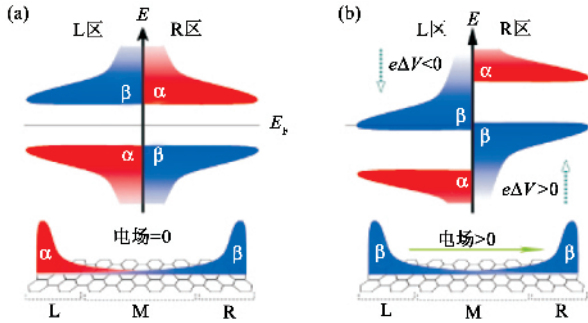 (a)
E
L区 R区
β α
E_F
α β
电场=0
α β
L M R
(b)
E
L区 R区
eΔV<0
α
β
β
α
eΔV>0
电场>0
β β
L M R